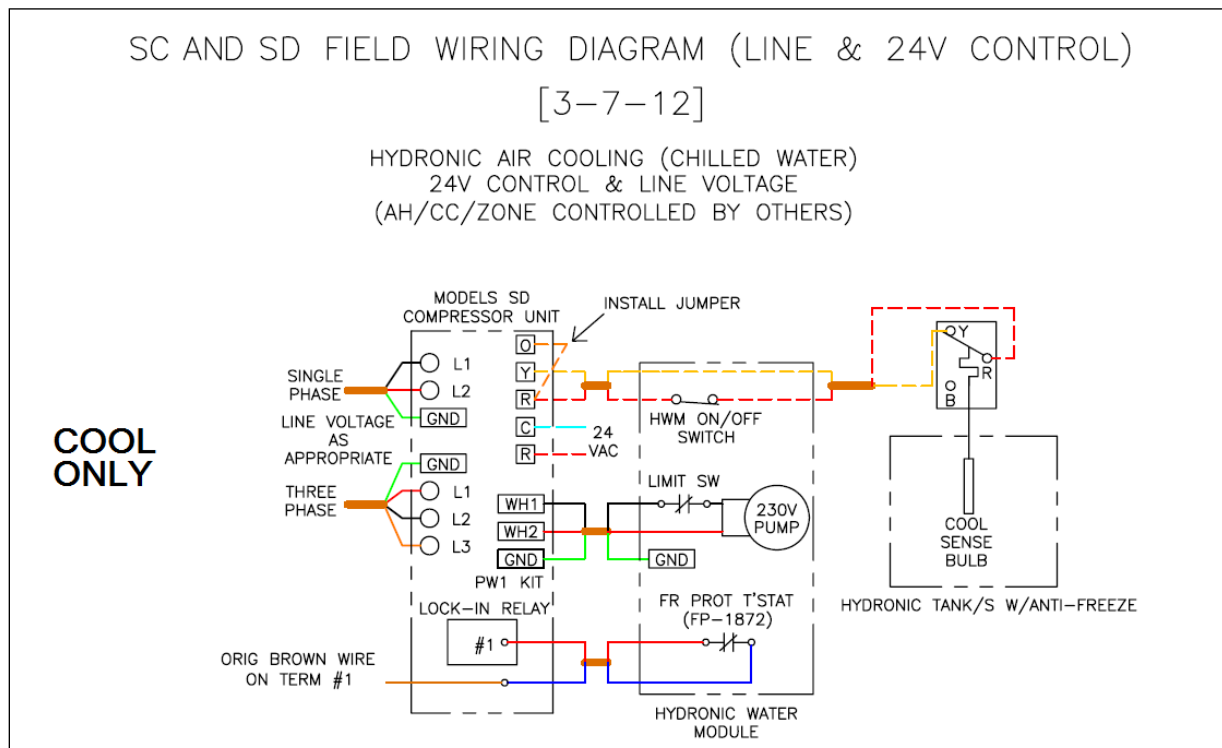 SC AND SD FIELD WIRING DIAGRAM (LINE & 24V CONTROL)
[3-7-12]
HYDRONIC AIR COOLING (CHILLED WATER)
24V CONTROL & LINE VOLTAGE
(AH/CC/ZONE CONTROLLED BY OTHERS)
COOL
ONLY
MODELS SD
COMPRESSOR UNIT
INSTALL JUMPER
SINGLE
PHASE
LINE VOLTAGE
AS
APPROPRIATE
THREE
PHASE
L1
L2
GND
GND
L1
L2
L3
O
Y
R
C
R
24
VAC
WH1
WH2
GND
PW1 KIT
LOCK-IN RELAY
#1
ORIG BROWN WIRE
ON TERM #1
HWM ON/OFF
SWITCH
LIMIT SW
230V
PUMP
GND
FR PROT T'STAT
(FP-1872)
HYDRONIC WATER
MODULE
Y
R
B
COOL
SENSE
BULB
HYDRONIC TANK/S W/ANTI-FREEZE